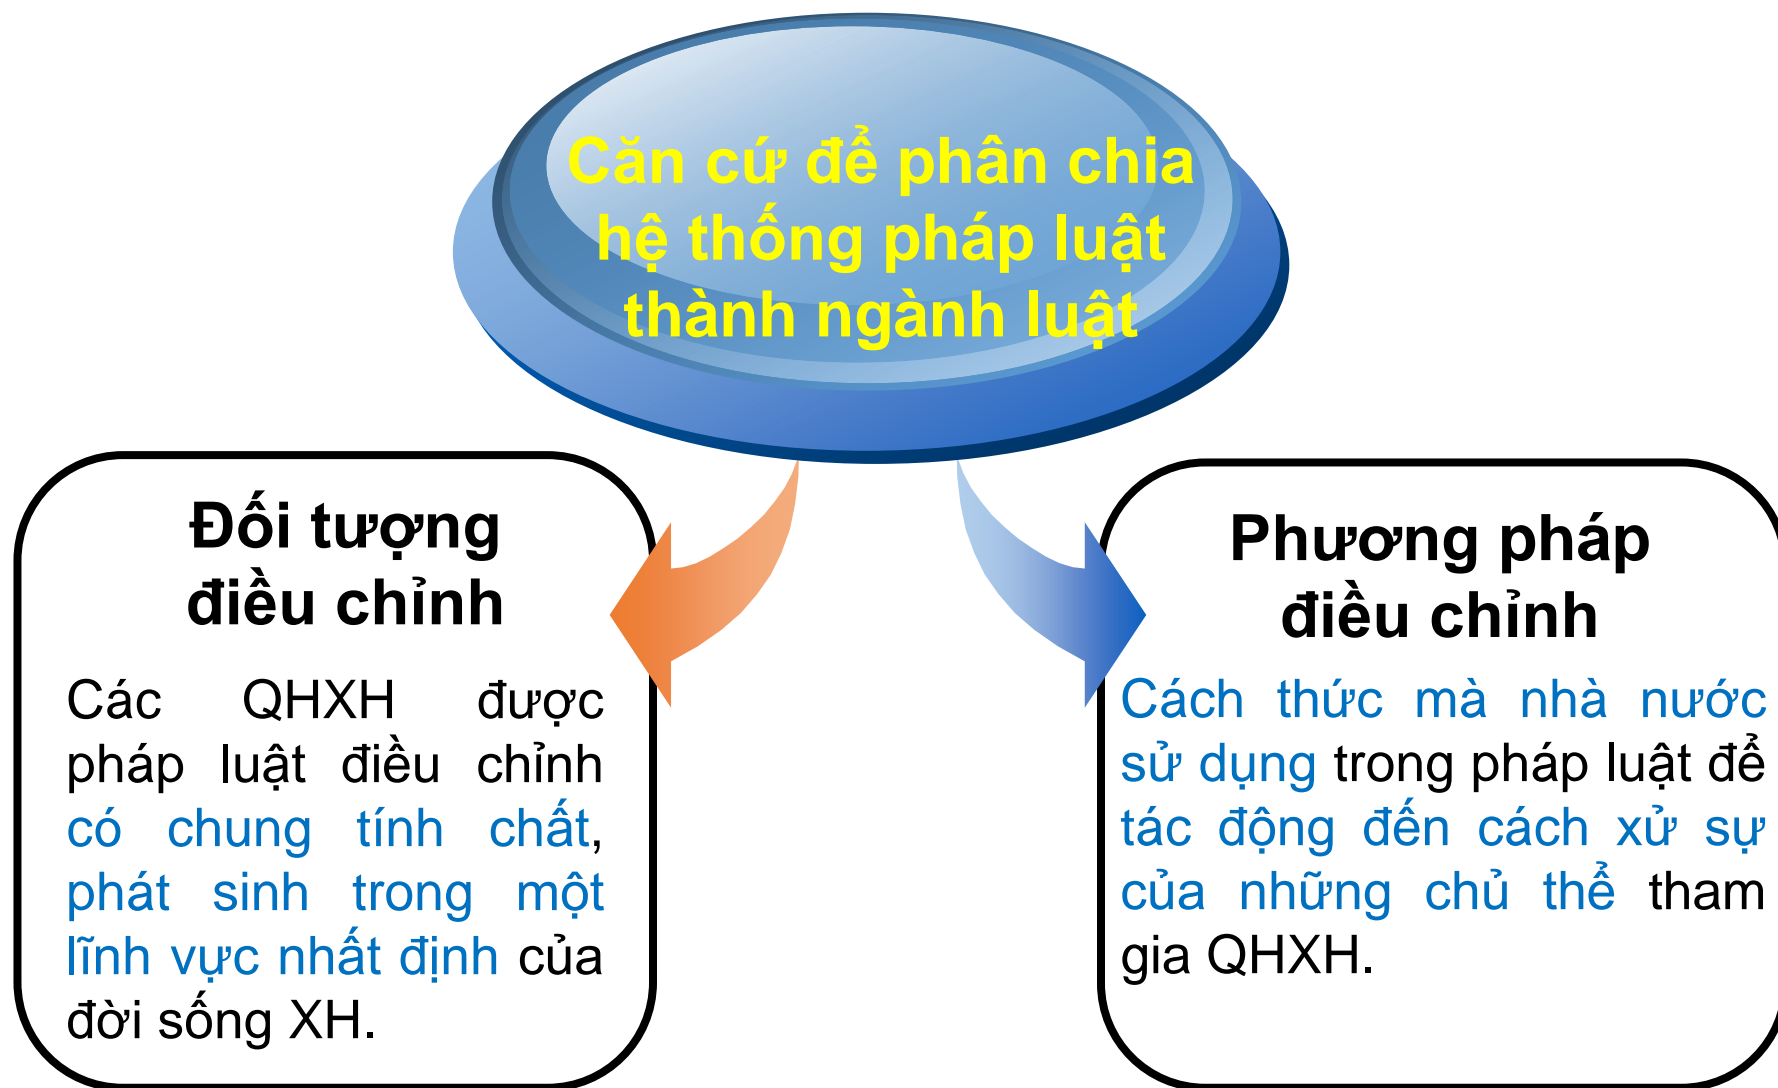 Căn cứ để phân chia
hệ thống pháp luật
thành ngành luật
Đối tượng
điều chỉnh
Các QHXH được
pháp luật điều chỉnh
có chung tính chất,
phát sinh trong một
lĩnh vực nhất định của
đời sống XH.
Phương pháp
điều chỉnh
Cách thức mà nhà nước
sử dụng trong pháp luật để
tác động đến cách xử sự
của những chủ thể tham
gia QHXH.